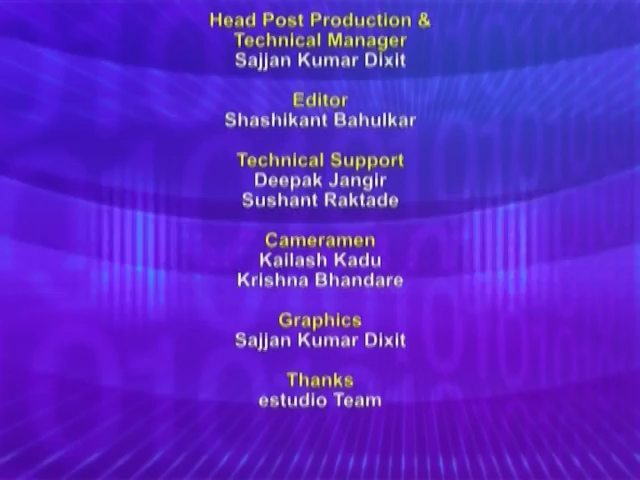 Head Post Production &
Technical Manager
Sajjan Kumar Dixit
Editor
Shashikant Bahulkar
Technical Support
Deepak Jangir
Sushant Raktade
Cameramen
Kailash Kadu
Krishna Bhandare
Graphics
Sajjan Kumar Dixit
Thanks
estudio Team